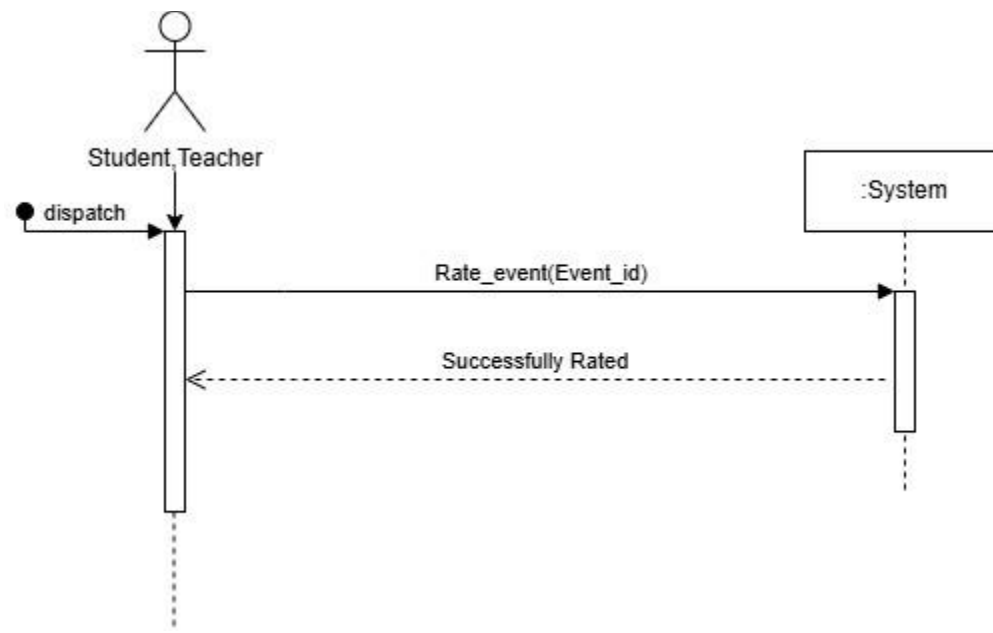 Student,Teacher
:System
dispatch
Rate_event(Event_id)
Successfully Rated